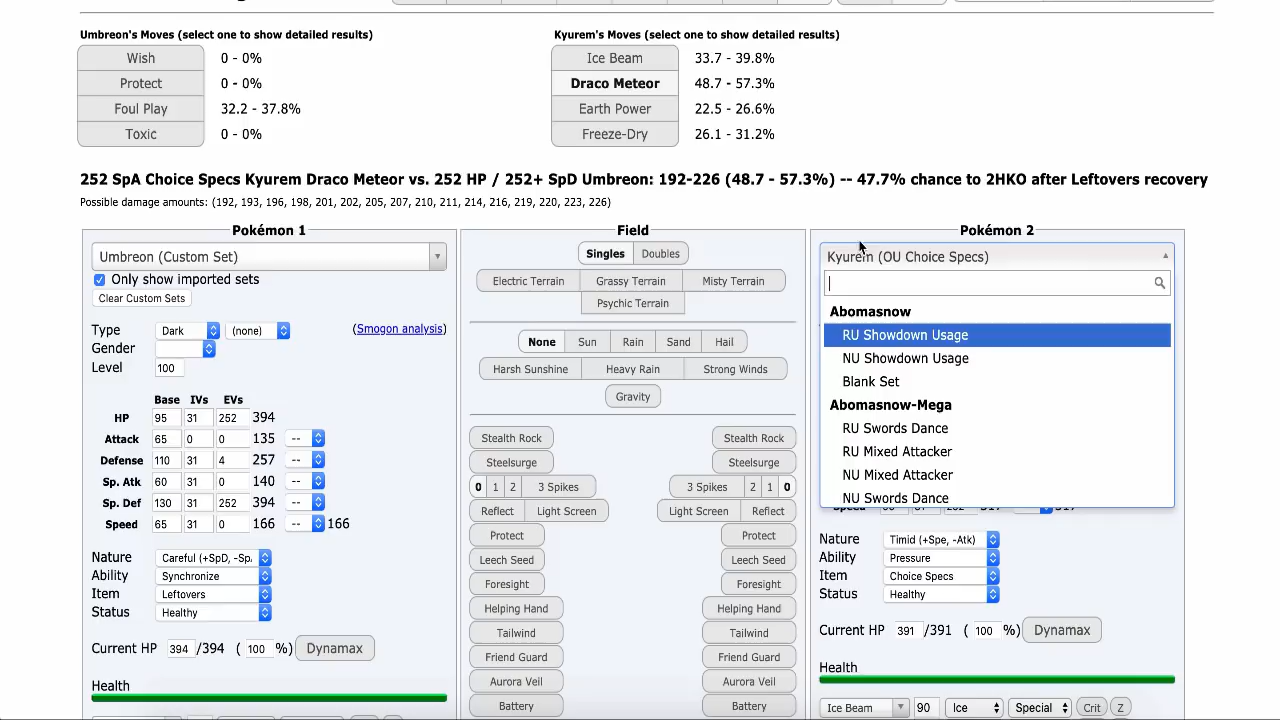 Umbreon's Moves (select one to show detailed results)
Wish 0 - 0%
Protect 0 - 0%
Foul Play 32.2 - 37.8%
Toxic 0 - 0%
Kyurem's Moves (select one to show detailed results)
Ice Beam 33.7 - 39.8%
Draco Meteor 48.7 - 57.3%
Earth Power 22.5 - 26.6%
Freeze-Dry 26.1 - 31.2%
252 SpA Choice Specs Kyurem Draco Meteor vs. 252 HP / 252+ SpD Umbreon: 192-226 (48.7 - 57.3%) -- 47.7% chance to 2HKO after Leftovers recovery
Possible damage amounts: (192, 193, 196, 198, 201, 202, 205, 207, 210, 211, 214, 216, 219, 220, 223, 226)
Pokémon 1
Umbreon (Custom Set)
Only show imported sets
Clear Custom Sets
Type Dark (none) (Smogon analysis)
Gender
Level 100
Base IVs EVs
HP 95 31 252 394
Attack 65 0 0 135 --
Defense 110 31 4 257 --
Sp. Atk 60 31 0 140 --
Sp. Def 130 31 252 394 --
Speed 65 31 0 166 -- 166
Nature Careful (+SpD, -Sp.
Ability Synchronize
Item Leftovers
Status Healthy
Current HP 394 /394 ( 100 %) Dynamax
Health
Field
Singles Doubles
Electric Terrain Grassy Terrain Misty Terrain
Psychic Terrain
None Sun Rain Sand Hail
Harsh Sunshine Heavy Rain Strong Winds
Gravity
Stealth Rock Stealth Rock
Steelsurge Steelsurge
0 1 2 3 Spikes 3 Spikes 2 1 0
Reflect Light Screen Light Screen Reflect
Protect Protect
Leech Seed Leech Seed
Foresight Foresight
Helping Hand Helping Hand
Tailwind Tailwind
Friend Guard Friend Guard
Aurora Veil Aurora Veil
Battery Battery
Pokémon 2
Kyurem (OU Choice Specs)
Abomasnow
RU Showdown Usage
NU Showdown Usage
Blank Set
Abomasnow-Mega
RU Swords Dance
RU Mixed Attacker
NU Mixed Attacker
NU Swords Dance
Nature Timid (+Spe, -Atk)
Ability Pressure
Item Choice Specs
Status Healthy
Current HP 391 /391 ( 100 %) Dynamax
Health
Ice Beam 90 Ice Special Crit Z